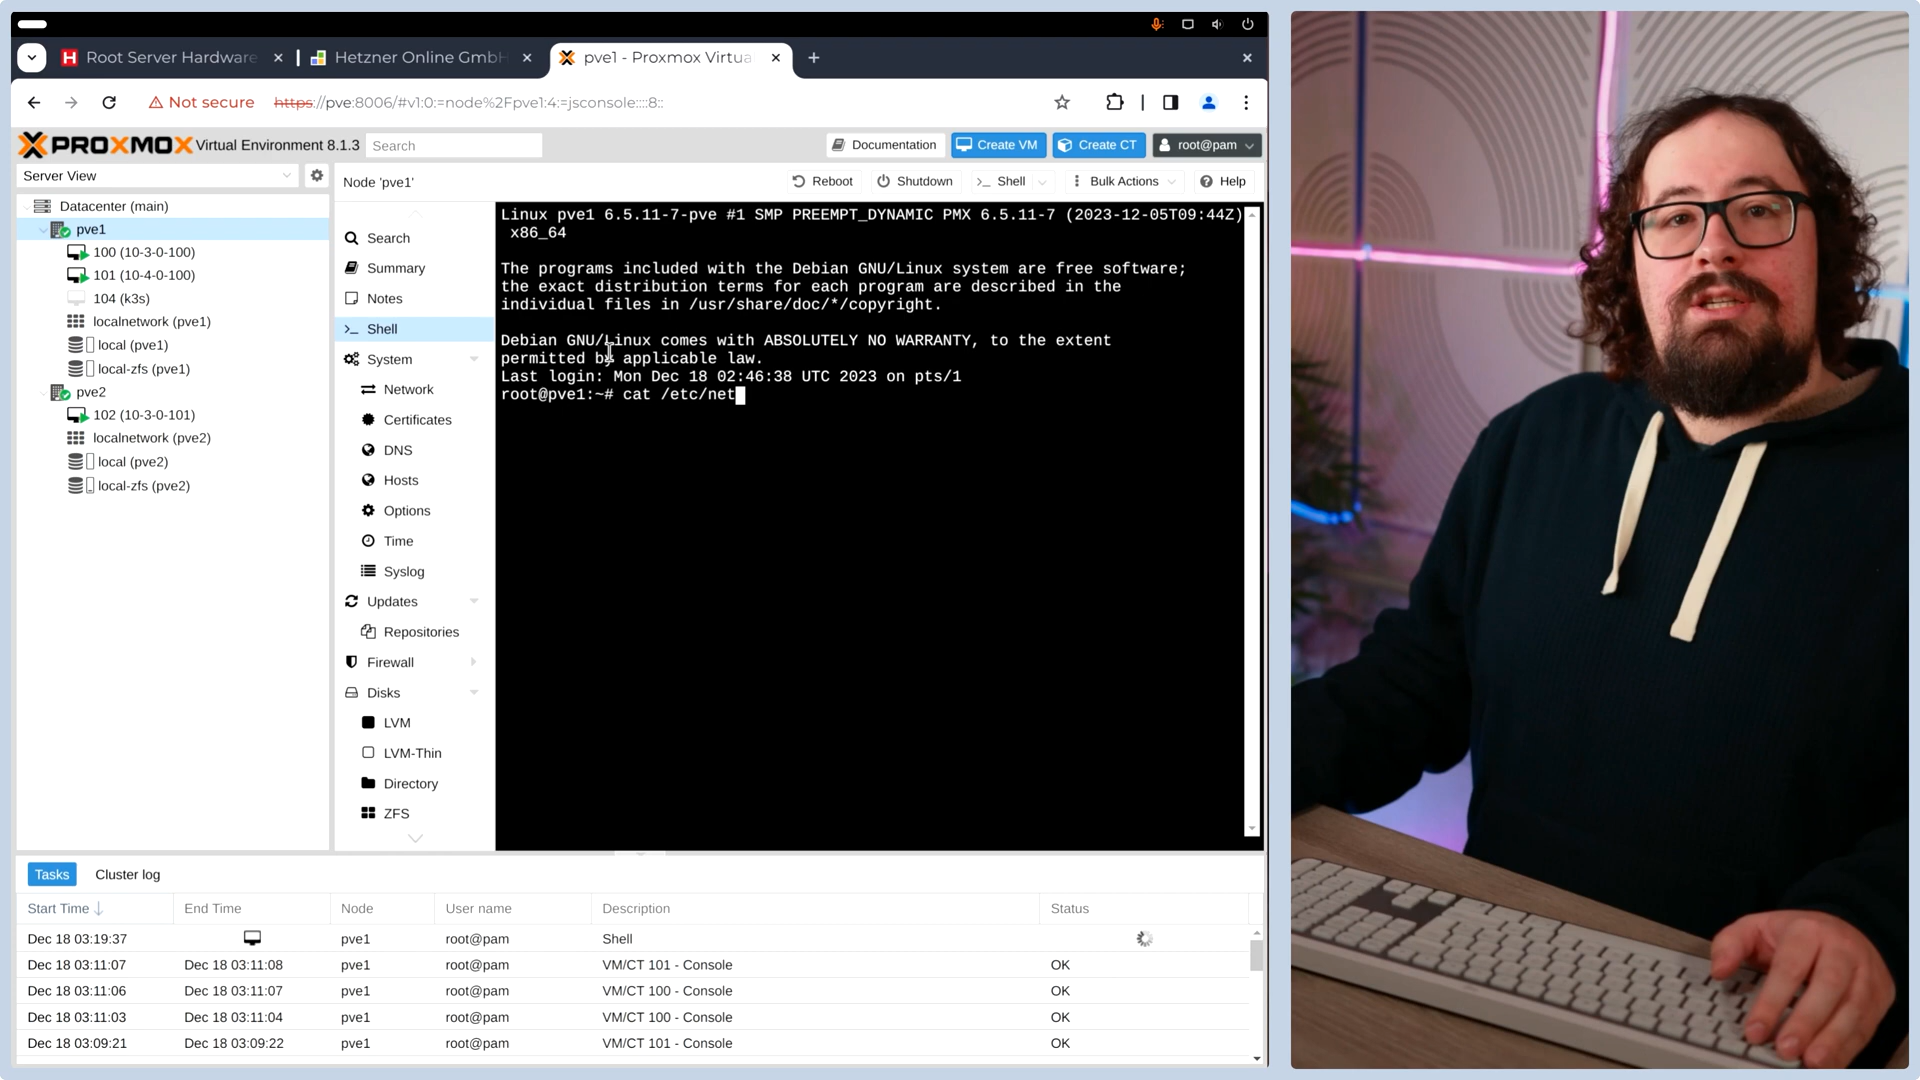 Root Server Hardware
Hetzner Online GmbH
pve1 - Proxmox Virtua
Not secure
https://pve:8006/#v1:0:=node%2Fpve1:4:=jsconsole::::8::
PROXMOX Virtual Environment 8.1.3
Search
Documentation
Create VM
Create CT
root@pam
Server View
Node 'pve1'
Reboot
Shutdown
>_ Shell
Bulk Actions
Help
Datacenter (main)
pve1
100 (10-3-0-100)
101 (10-4-0-100)
104 (k3s)
localnetwork (pve1)
local (pve1)
local-zfs (pve1)
pve2
102 (10-3-0-101)
localnetwork (pve2)
local (pve2)
local-zfs (pve2)
Search
Summary
Notes
>_ Shell
System
Network
Certificates
DNS
Hosts
Options
Time
Syslog
Updates
Repositories
Firewall
Disks
LVM
LVM-Thin
Directory
ZFS
Linux pve1 6.5.11-7-pve #1 SMP PREEMPT_DYNAMIC PMX 6.5.11-7 (2023-12-05T09:44Z)
x86_64
The programs included with the Debian GNU/Linux system are free software;
the exact distribution terms for each program are described in the
individual files in /usr/share/doc/*/copyright.
Debian GNU/Linux comes with ABSOLUTELY NO WARRANTY, to the extent
permitted by applicable law.
Last login: Mon Dec 18 02:46:38 UTC 2023 on pts/1
root@pve1:~# cat /etc/net
Tasks
Cluster log
Start Time End Time Node User name Description Status
Dec 18 03:19:37 pve1 root@pam Shell
Dec 18 03:11:07 Dec 18 03:11:08 pve1 root@pam VM/CT 101 - Console OK
Dec 18 03:11:06 Dec 18 03:11:07 pve1 root@pam VM/CT 100 - Console OK
Dec 18 03:11:03 Dec 18 03:11:04 pve1 root@pam VM/CT 100 - Console OK
Dec 18 03:09:21 Dec 18 03:09:22 pve1 root@pam VM/CT 101 - Console OK